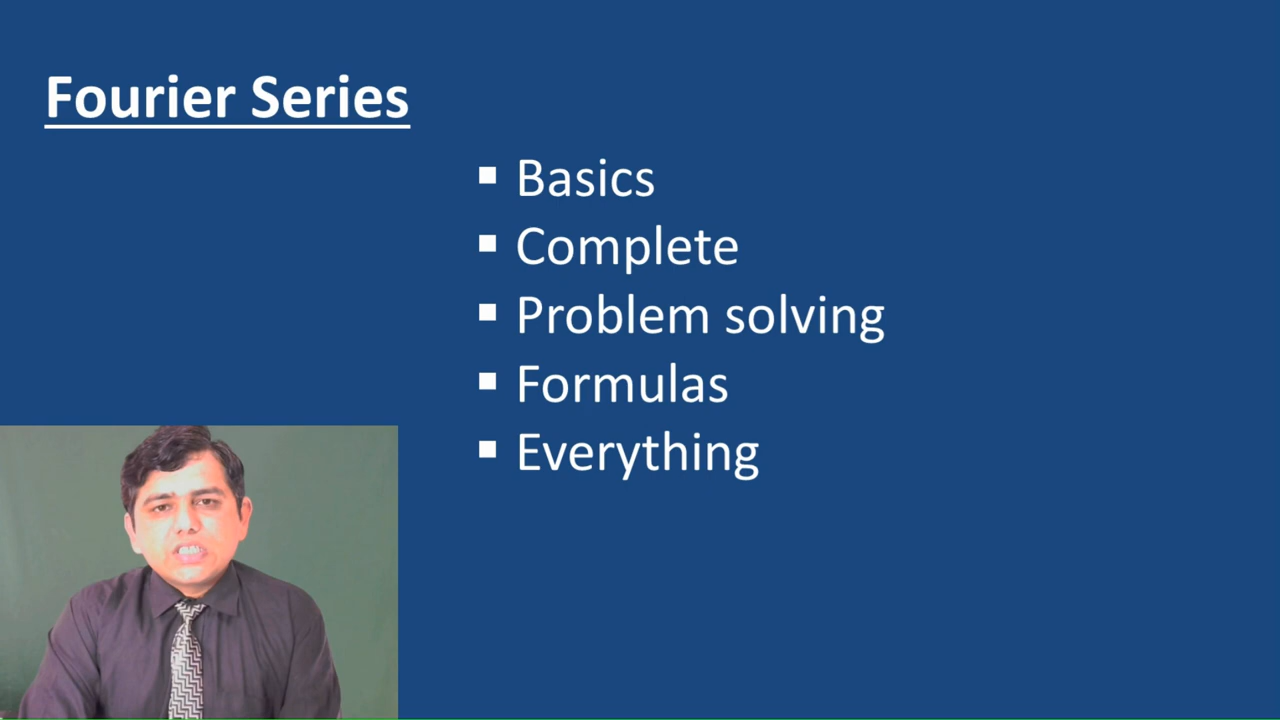 Fourier Series
▪ Basics
▪ Complete
▪ Problem solving
▪ Formulas
▪ Everything